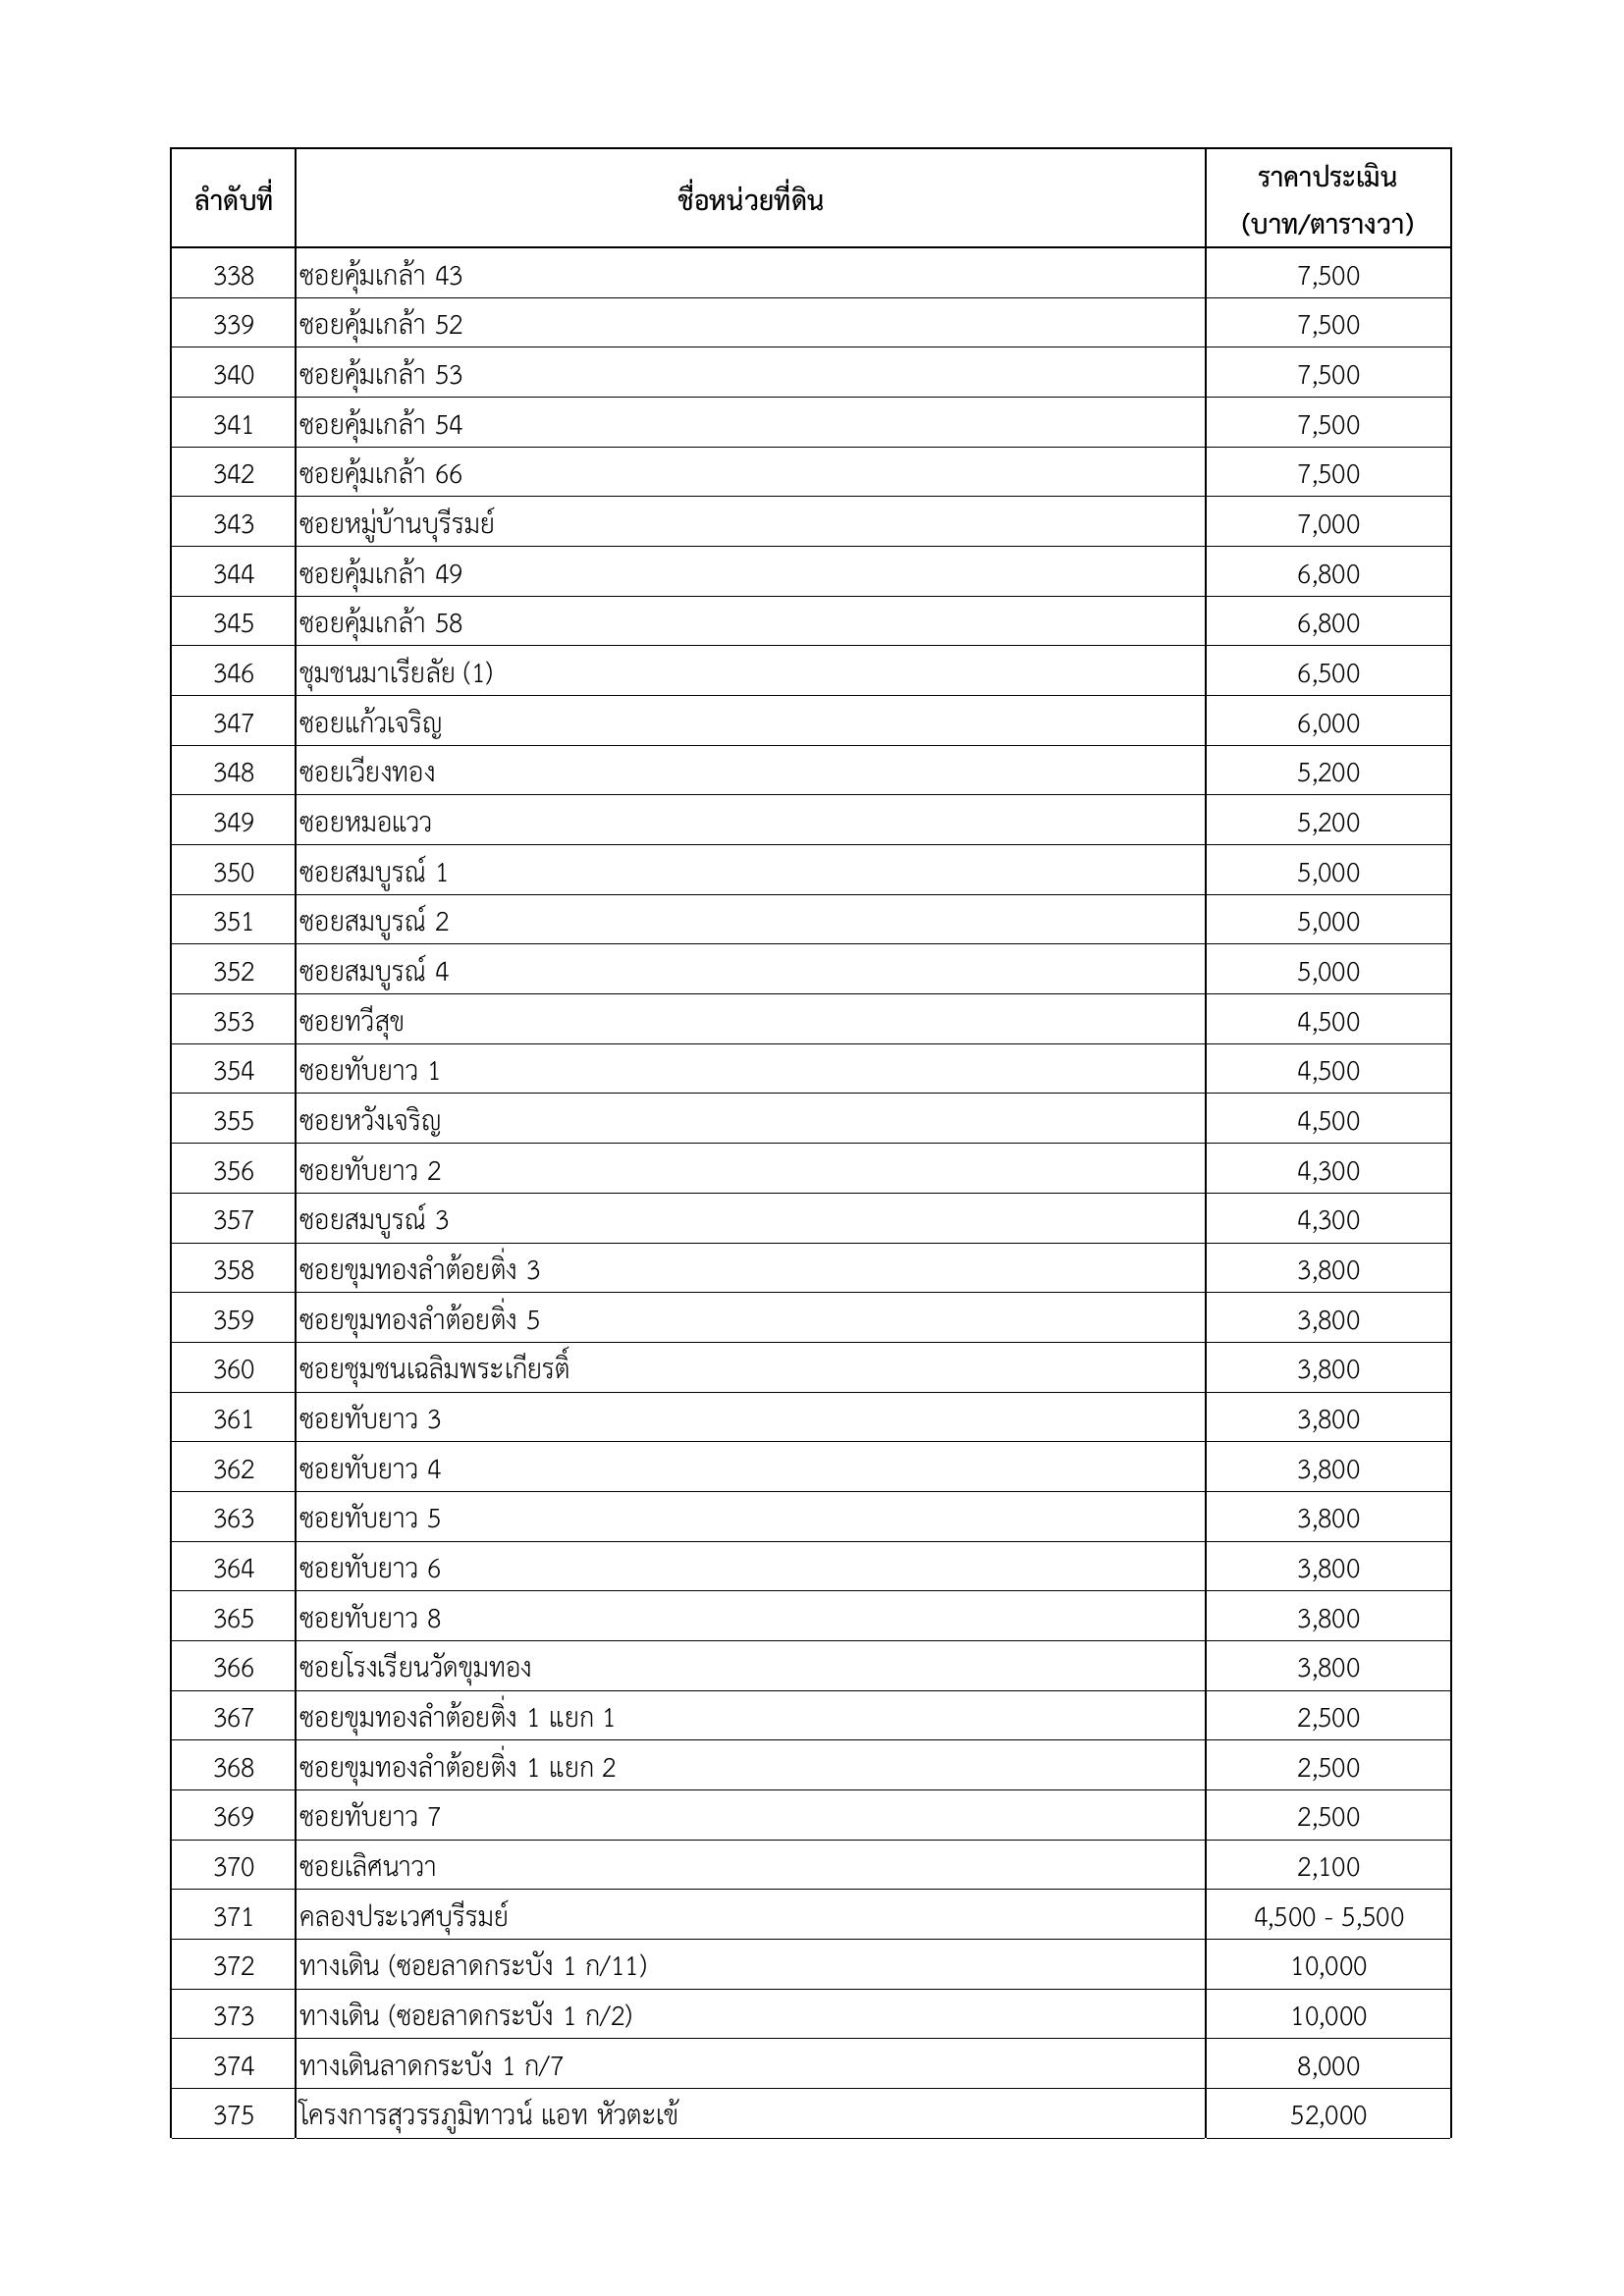 ลำดับที่ ชื่อหน่วยที่ดิน ราคาประเมิน
(บาท/ตารางวา)
338 ซอยคุ้มเกล้า 43 7,500
339 ซอยคุ้มเกล้า 52 7,500
340 ซอยคุ้มเกล้า 53 7,500
341 ซอยคุ้มเกล้า 54 7,500
342 ซอยคุ้มเกล้า 66 7,500
343 ซอยหมู่บ้านบุรีรมย์ 7,000
344 ซอยคุ้มเกล้า 49 6,800
345 ซอยคุ้มเกล้า 58 6,800
346 ชุมชนมาเรียลัย (1) 6,500
347 ซอยแก้วเจริญ 6,000
348 ซอยเวียงทอง 5,200
349 ซอยหมอแวว 5,200
350 ซอยสมบูรณ์ 1 5,000
351 ซอยสมบูรณ์ 2 5,000
352 ซอยสมบูรณ์ 4 5,000
353 ซอยทวีสุข 4,500
354 ซอยทับยาว 1 4,500
355 ซอยหวังเจริญ 4,500
356 ซอยทับยาว 2 4,300
357 ซอยสมบูรณ์ 3 4,300
358 ซอยขุมทองลำต้อยติ่ง 3 3,800
359 ซอยขุมทองลำต้อยติ่ง 5 3,800
360 ซอยชุมชนเฉลิมพระเกียรติ์ 3,800
361 ซอยทับยาว 3 3,800
362 ซอยทับยาว 4 3,800
363 ซอยทับยาว 5 3,800
364 ซอยทับยาว 6 3,800
365 ซอยทับยาว 8 3,800
366 ซอยโรงเรียนวัดขุมทอง 3,800
367 ซอยขุมทองลำต้อยติ่ง 1 แยก 1 2,500
368 ซอยขุมทองลำต้อยติ่ง 1 แยก 2 2,500
369 ซอยทับยาว 7 2,500
370 ซอยเลิศนาวา 2,100
371 คลองประเวศบุรีรมย์ 4,500 - 5,500
372 ทางเดิน (ซอยลาดกระบัง 1 ก/11) 10,000
373 ทางเดิน (ซอยลาดกระบัง 1 ก/2) 10,000
374 ทางเดินลาดกระบัง 1 ก/7 8,000
375 โครงการสุวรรภูมิทาวน์ แอท หัวตะเข้ 52,000